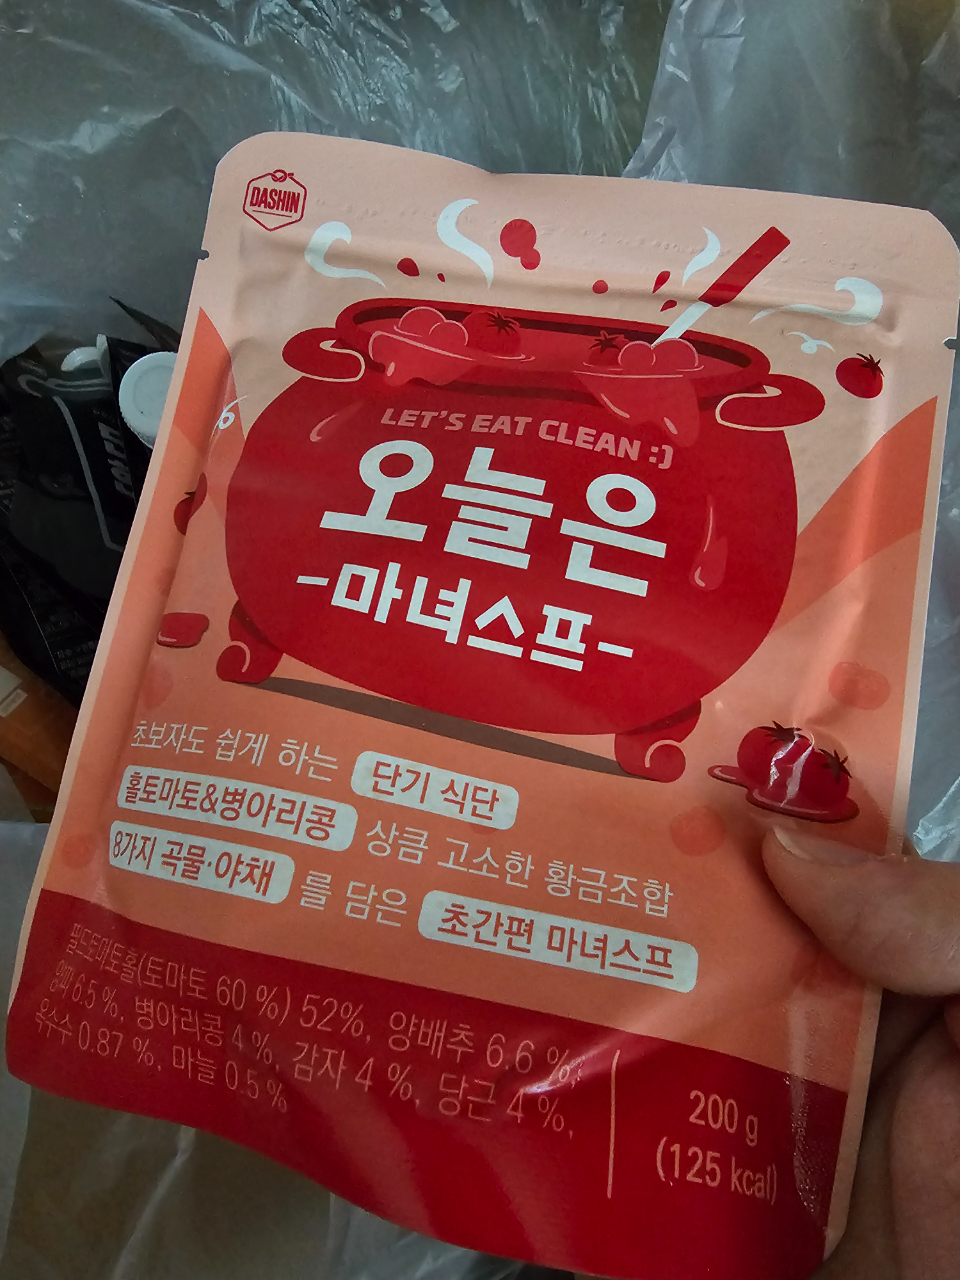 DASHIN
LET'S EAT CLEAN :)
오늘은
-마녀스프-
초보자도 쉽게 하는 단기 식단
홀토마토&병아리콩 상큼 고소한 황금조합
8가지 곡물·야채 를 담은 초간편 마녀스프
필드토마토홀(토마토 60 %) 52%, 양배추 6.6 %,
양파 6.5 %, 병아리콩 4 %, 감자 4 %, 당근 4 %,
옥수수 0.87 %, 마늘 0.5 %
200 g
(125 kcal)